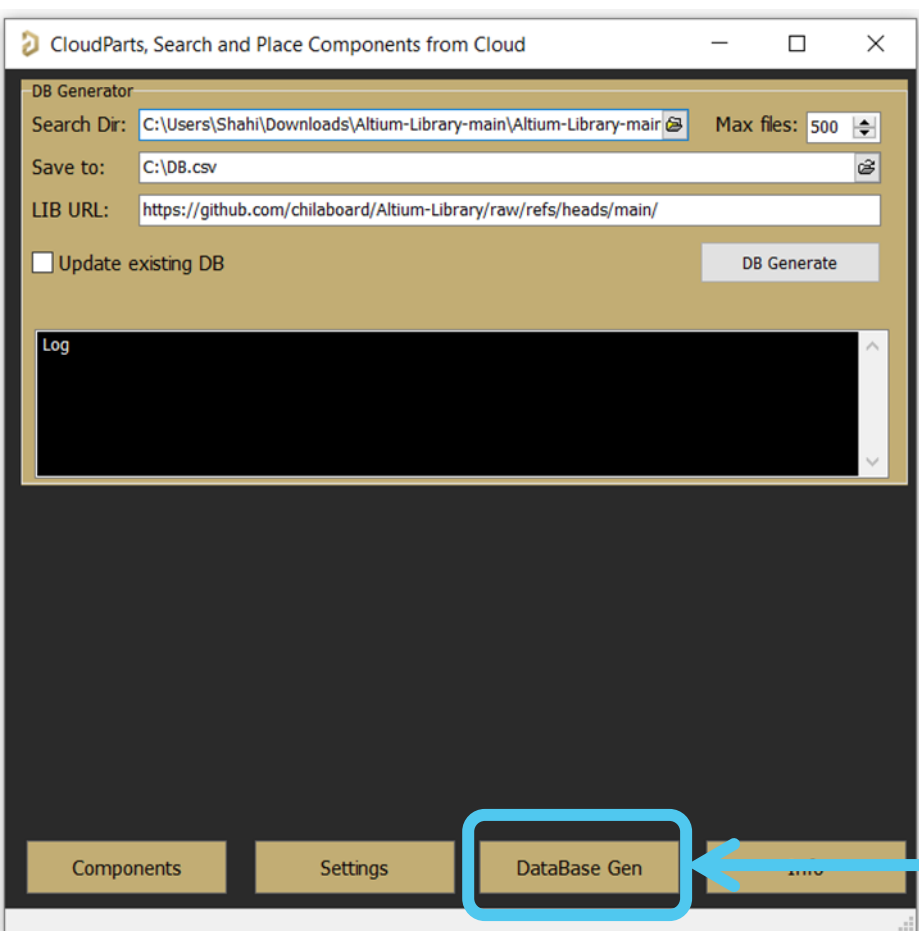 CloudParts, Search and Place Components from Cloud
DB Generator
Search Dir: C:\Users\Shahi\Downloads\Altium-Library-main\Altium-Library-mair Max files: 500
Save to: C:\DB.csv
LIB URL: https://github.com/chilaboard/Altium-Library/raw/refs/heads/main/
Update existing DB DB Generate
Log
Components Settings DataBase Gen Info